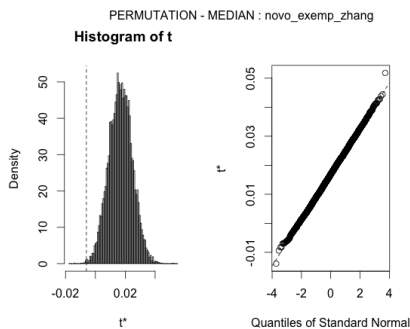 PERMUTATION - MEDIAN : novo_exemp_zhang
Histogram of t
Density
0 10 20 30 40 50
-0.02 0.02
t*
t*
-0.01 0.01 0.03 0.05
-4 -2 0 2 4
Quantiles of Standard Normal